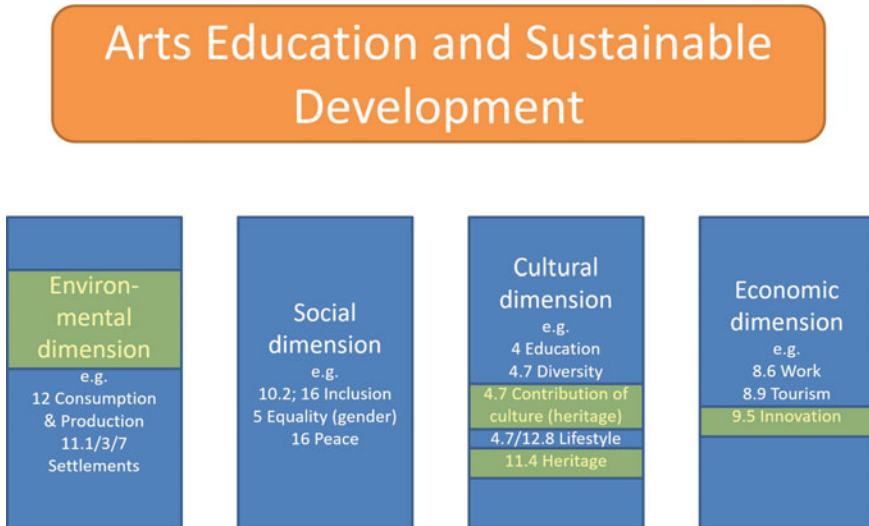 Arts Education and Sustainable
Development
Environ-
mental
dimension
e.g.
12 Consumption
& Production
11.1/3/7
Settlements
Social
dimension
e.g.
10.2; 16 Inclusion
5 Equality (gender)
16 Peace
Cultural
dimension
e.g.
4 Education
4.7 Diversity
4.7 Contribution of
culture (heritage)
4.7/12.8 Lifestyle
11.4 Heritage
Economic
dimension
e.g.
8.6 Work
8.9 Tourism
9.5 Innovation